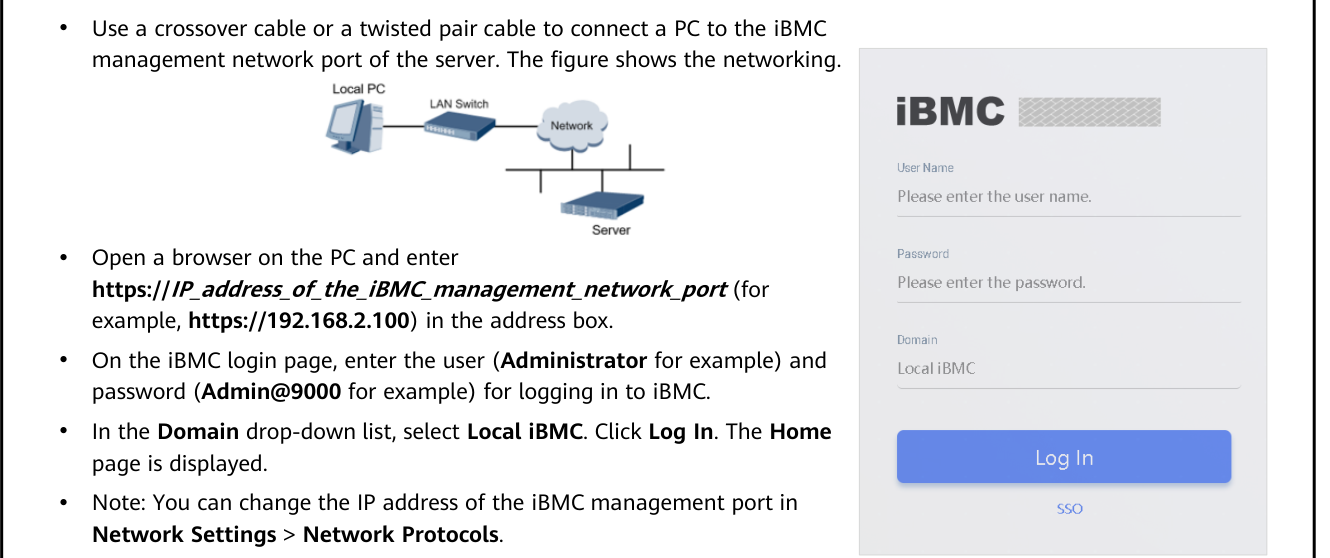 • Use a crossover cable or a twisted pair cable to connect a PC to the iBMC
management network port of the server. The figure shows the networking.
Local PC
LAN Switch
Network
Server
• Open a browser on the PC and enter
https://IP_address_of_the_iBMC_management_network_port (for
example, https://192.168.2.100) in the address box.
• On the iBMC login page, enter the user (Administrator for example) and
password (Admin@9000 for example) for logging in to iBMC.
• In the Domain drop-down list, select Local iBMC. Click Log In. The Home
page is displayed.
• Note: You can change the IP address of the iBMC management port in
Network Settings > Network Protocols.
iBMC
User Name
Please enter the user name.
Password
Please enter the password.
Domain
Local iBMC
Log In
SSO